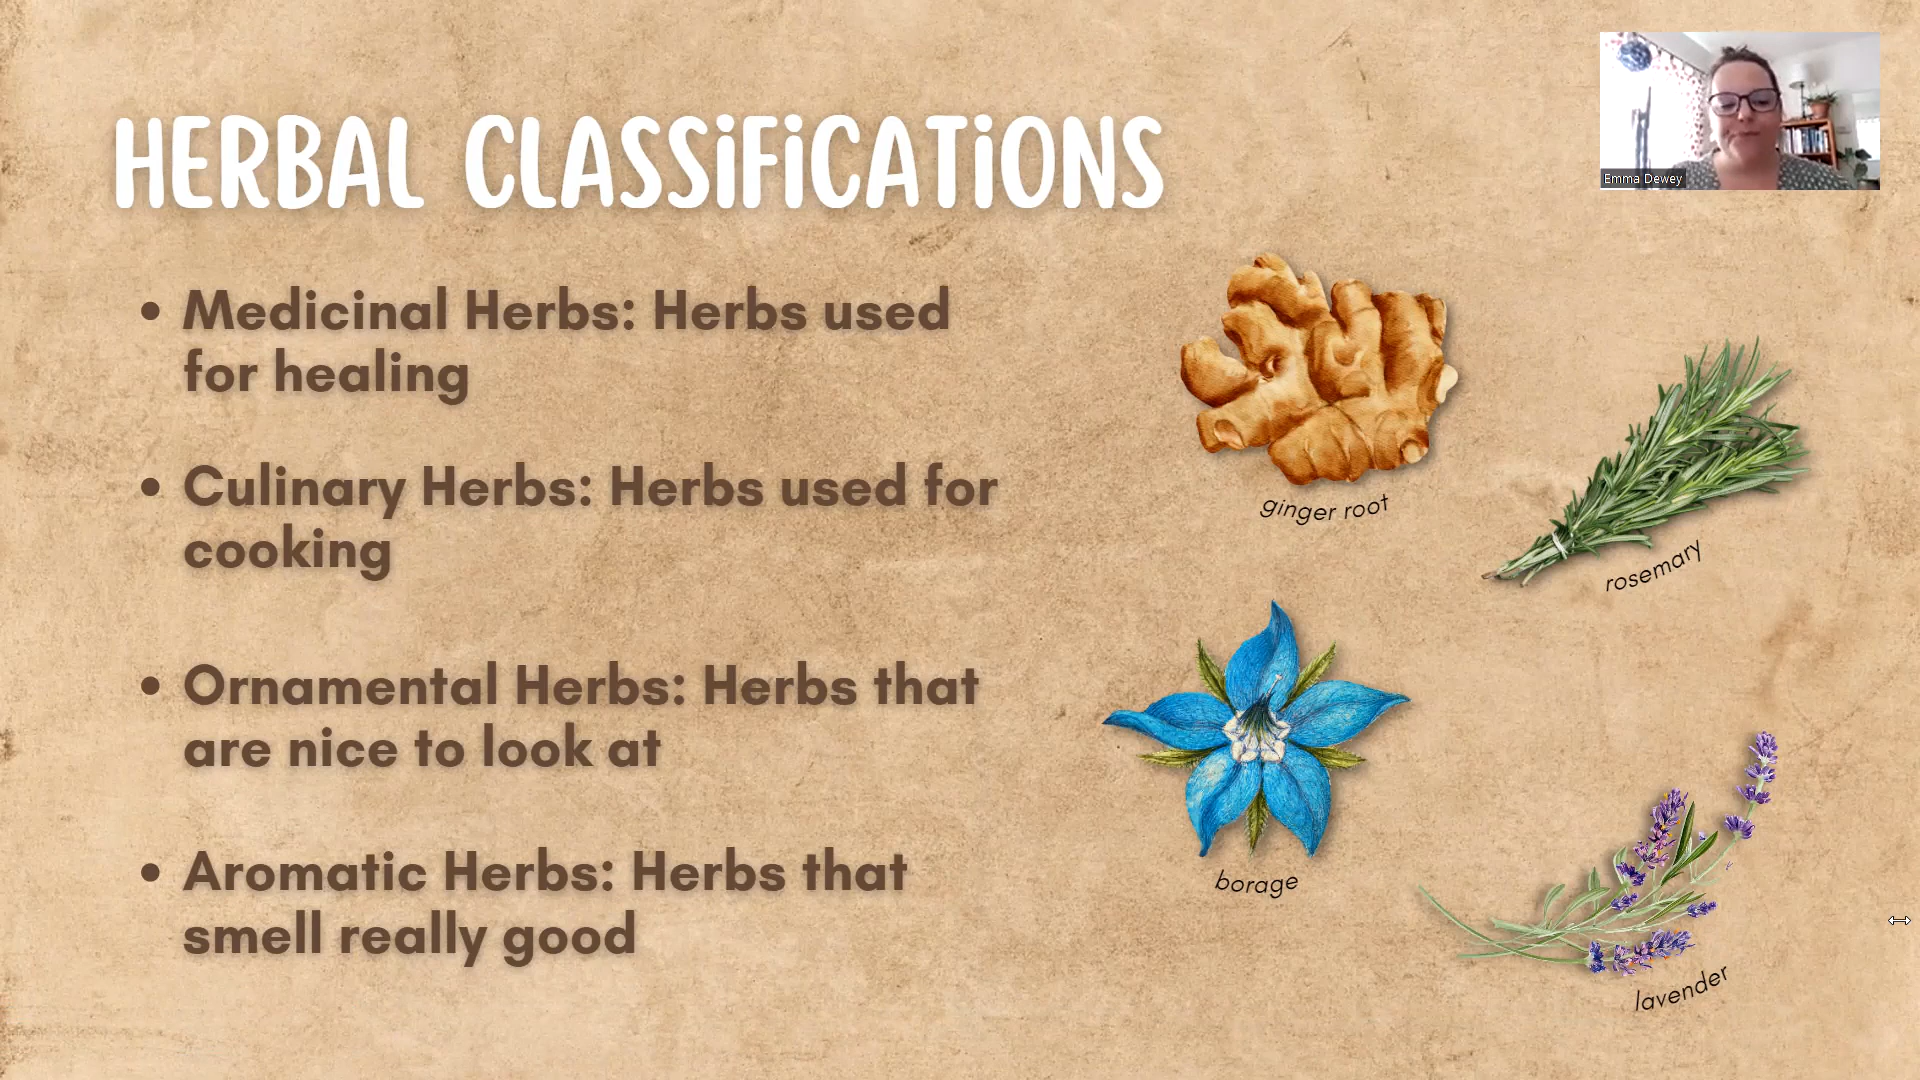 HERBAL CLASSiFiCATiONS
Emma Dewey
• Medicinal Herbs: Herbs used
for healing
• Culinary Herbs: Herbs used for
cooking
• Ornamental Herbs: Herbs that
are nice to look at
• Aromatic Herbs: Herbs that
smell really good
ginger root
rosemary
borage
lavender